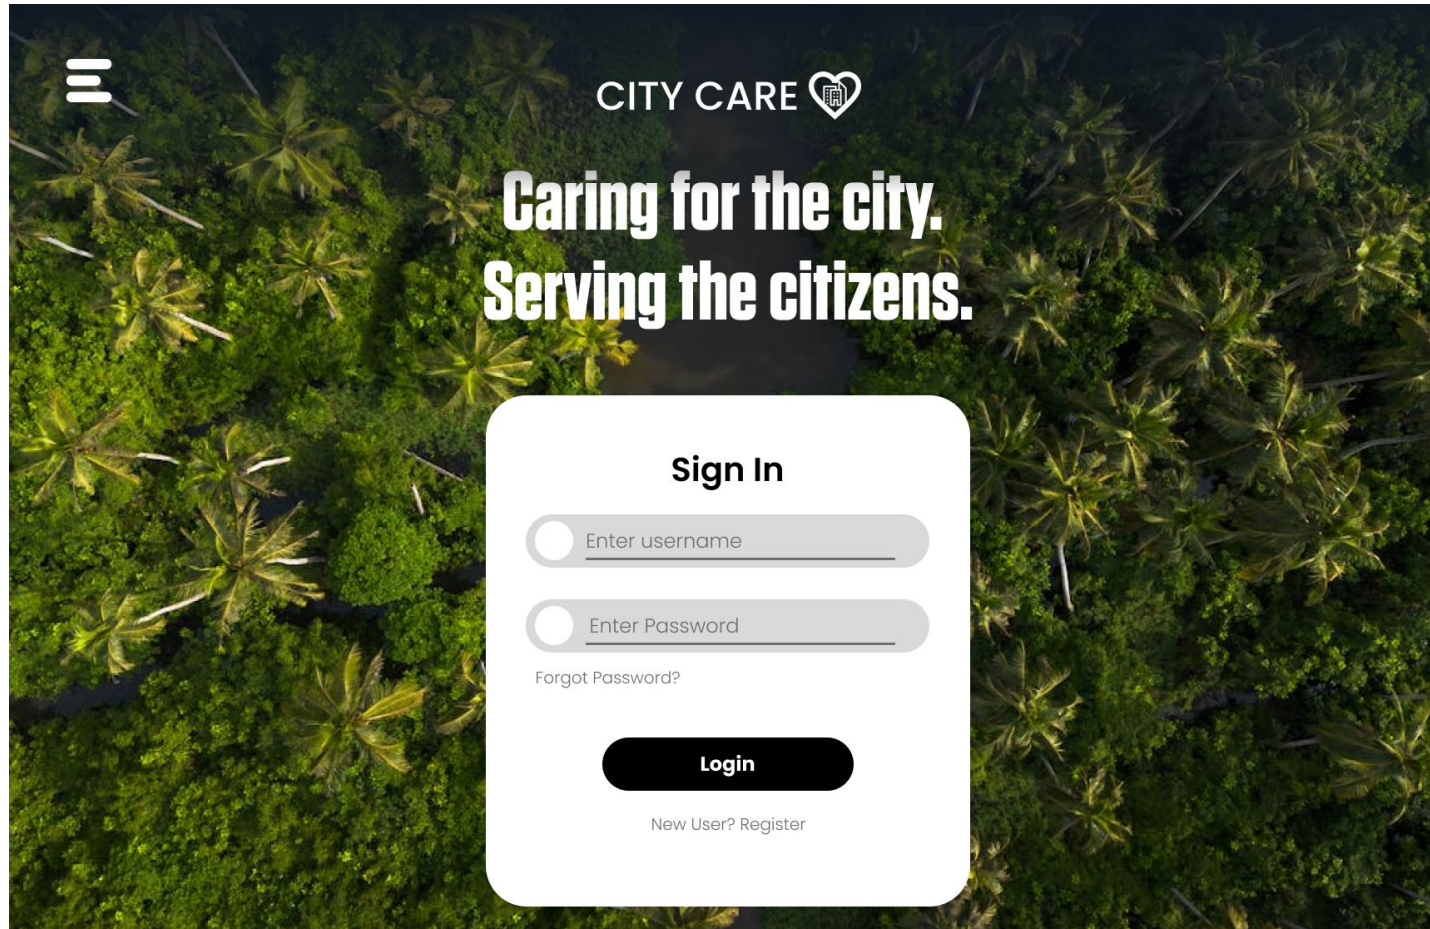 CITY CARE
Caring for the city.
Serving the citizens.
Sign In
Enter username
Enter Password
Forgot Password?
Login
New User? Register